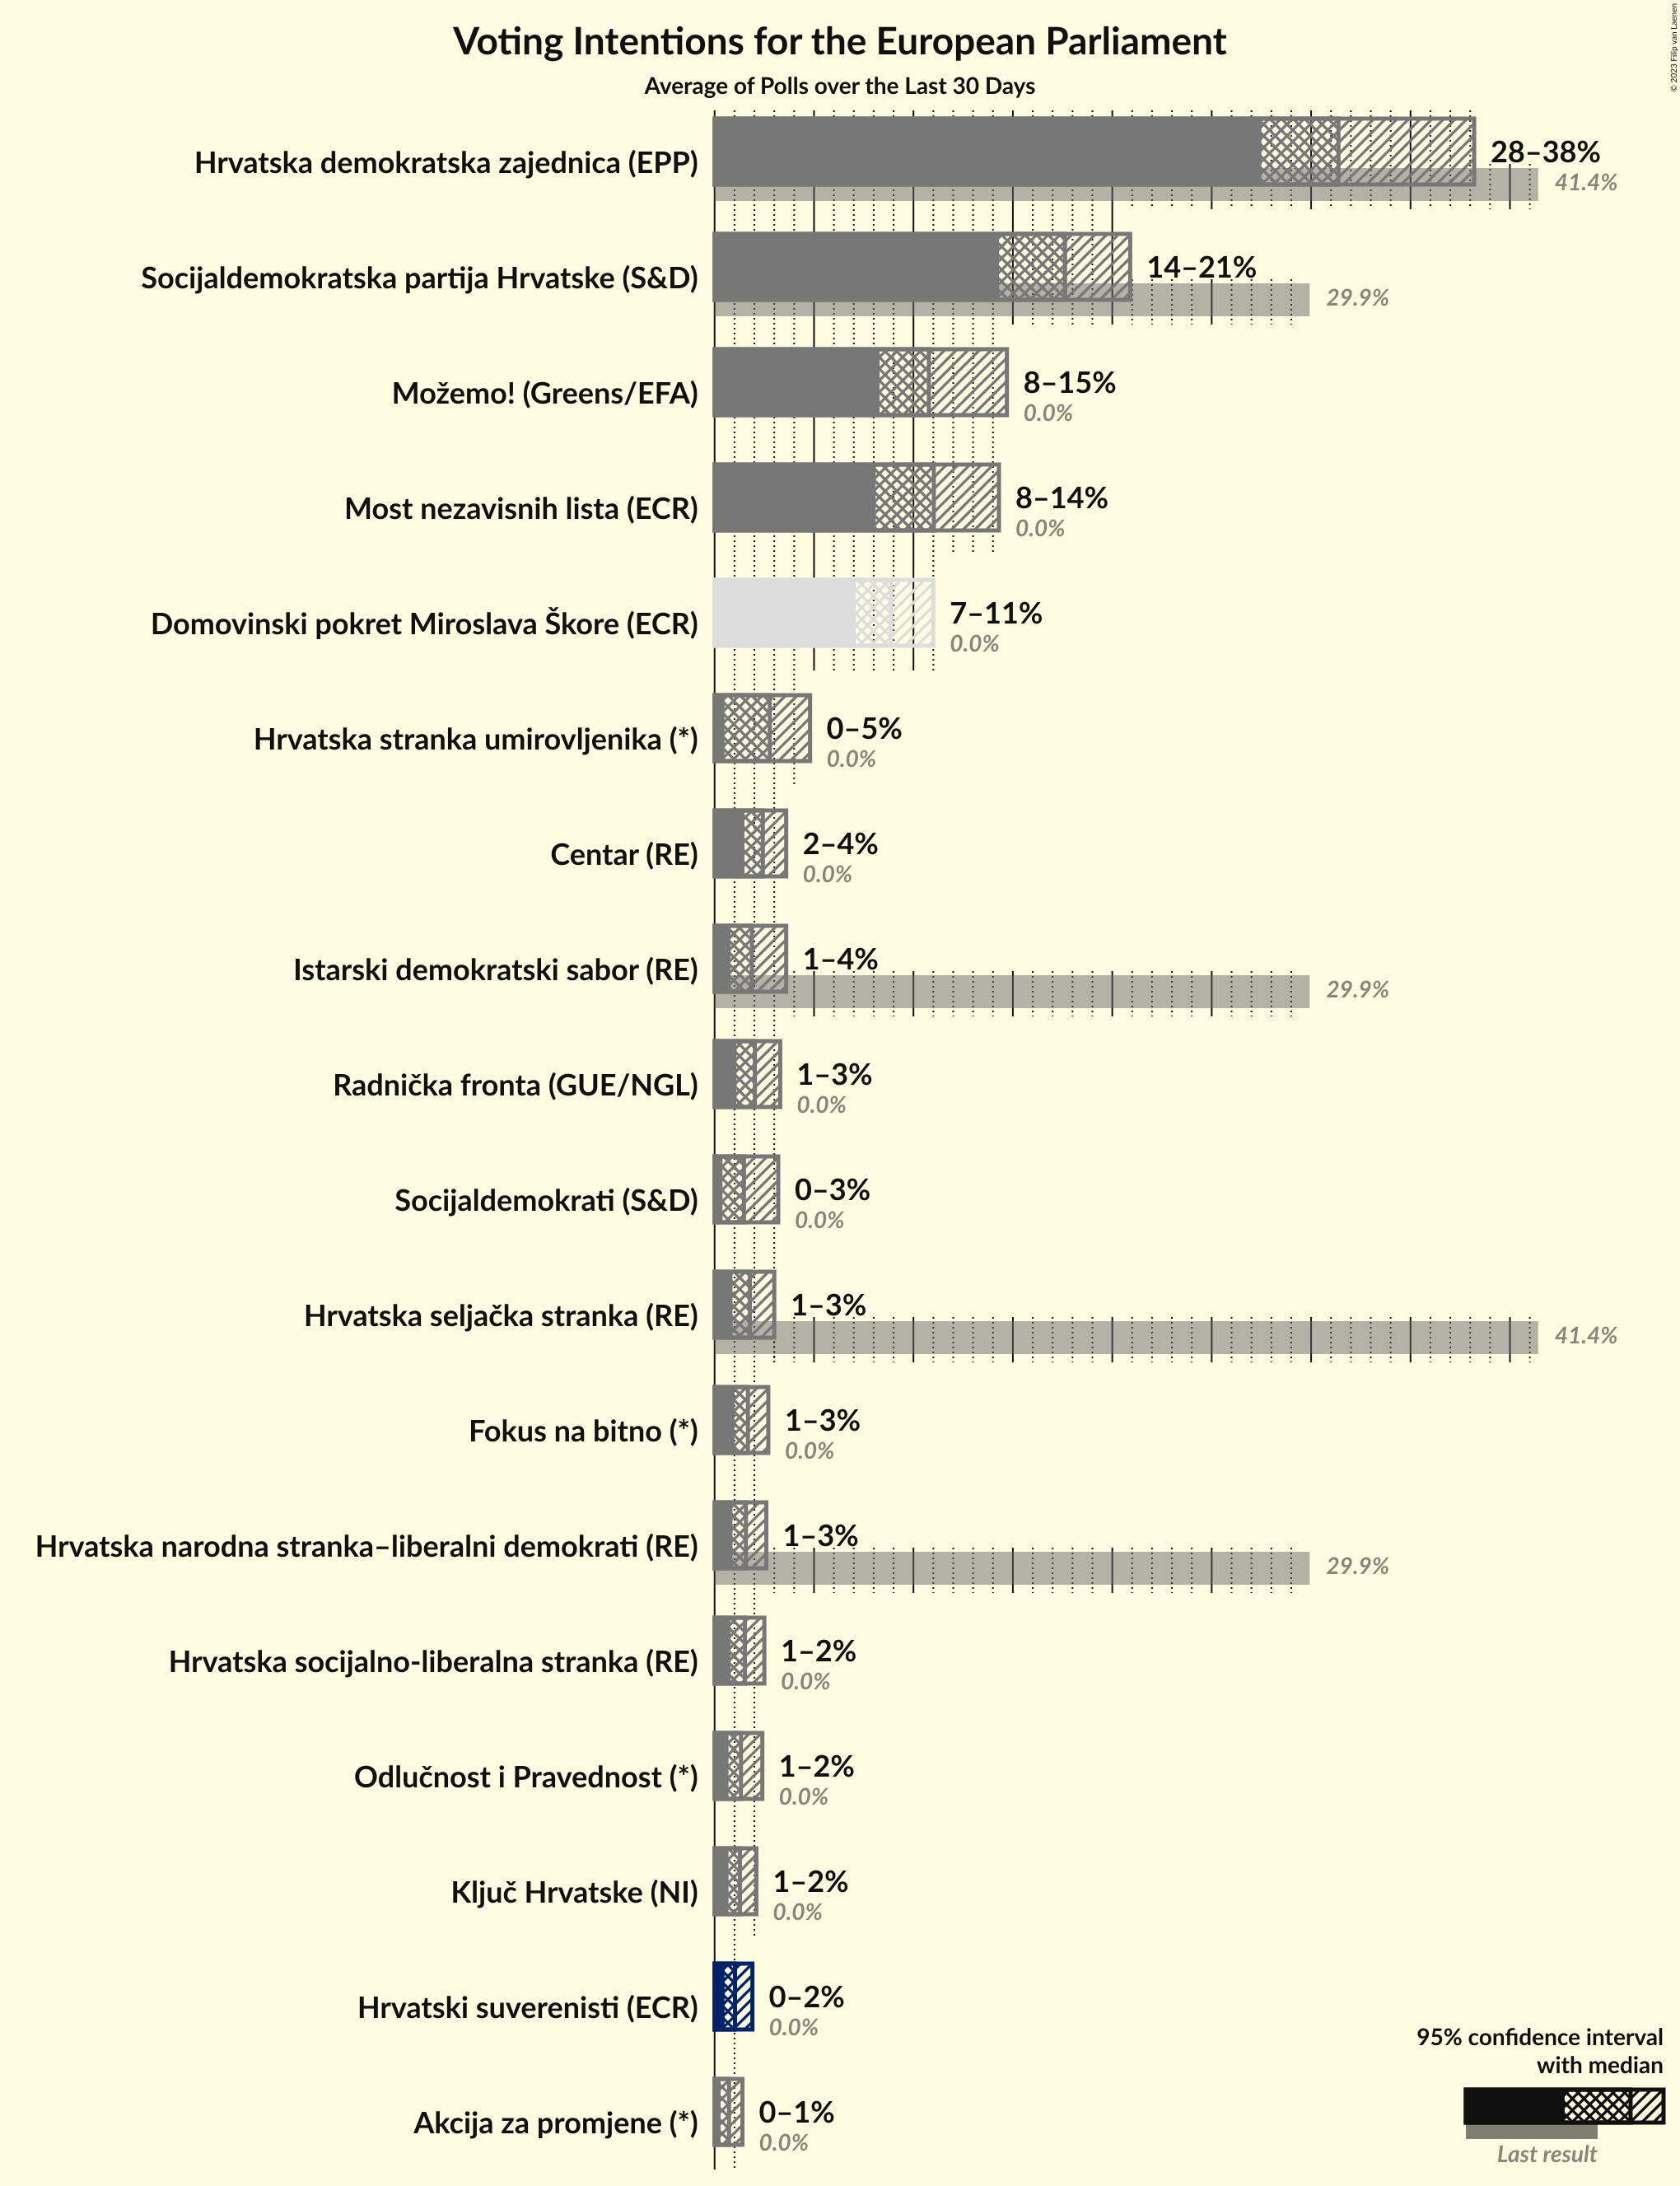 Voting Intentions for the European Parliament
Average of Polls over the Last 30 Days
© 2023 Filip van Laenen
Hrvatska demokratska zajednica (EPP)
28–38%
41.4%
Socijaldemokratska partija Hrvatske (S&D)
14–21%
29.9%
Možemo! (Greens/EFA)
8–15%
0.0%
Most nezavisnih lista (ECR)
8–14%
0.0%
Domovinski pokret Miroslava Škore (ECR)
7–11%
0.0%
Hrvatska stranka umirovljenika (*)
0–5%
0.0%
Centar (RE)
2–4%
0.0%
Istarski demokratski sabor (RE)
1–4%
29.9%
Radnička fronta (GUE/NGL)
1–3%
0.0%
Socijaldemokrati (S&D)
0–3%
0.0%
Hrvatska seljačka stranka (RE)
1–3%
41.4%
Fokus na bitno (*)
1–3%
0.0%
Hrvatska narodna stranka–liberalni demokrati (RE)
1–3%
29.9%
Hrvatska socijalno-liberalna stranka (RE)
1–2%
0.0%
Odlučnost i Pravednost (*)
1–2%
0.0%
Ključ Hrvatske (NI)
1–2%
0.0%
Hrvatski suverenisti (ECR)
0–2%
0.0%
Akcija za promjene (*)
0–1%
0.0%
95% confidence interval
with median
Last result